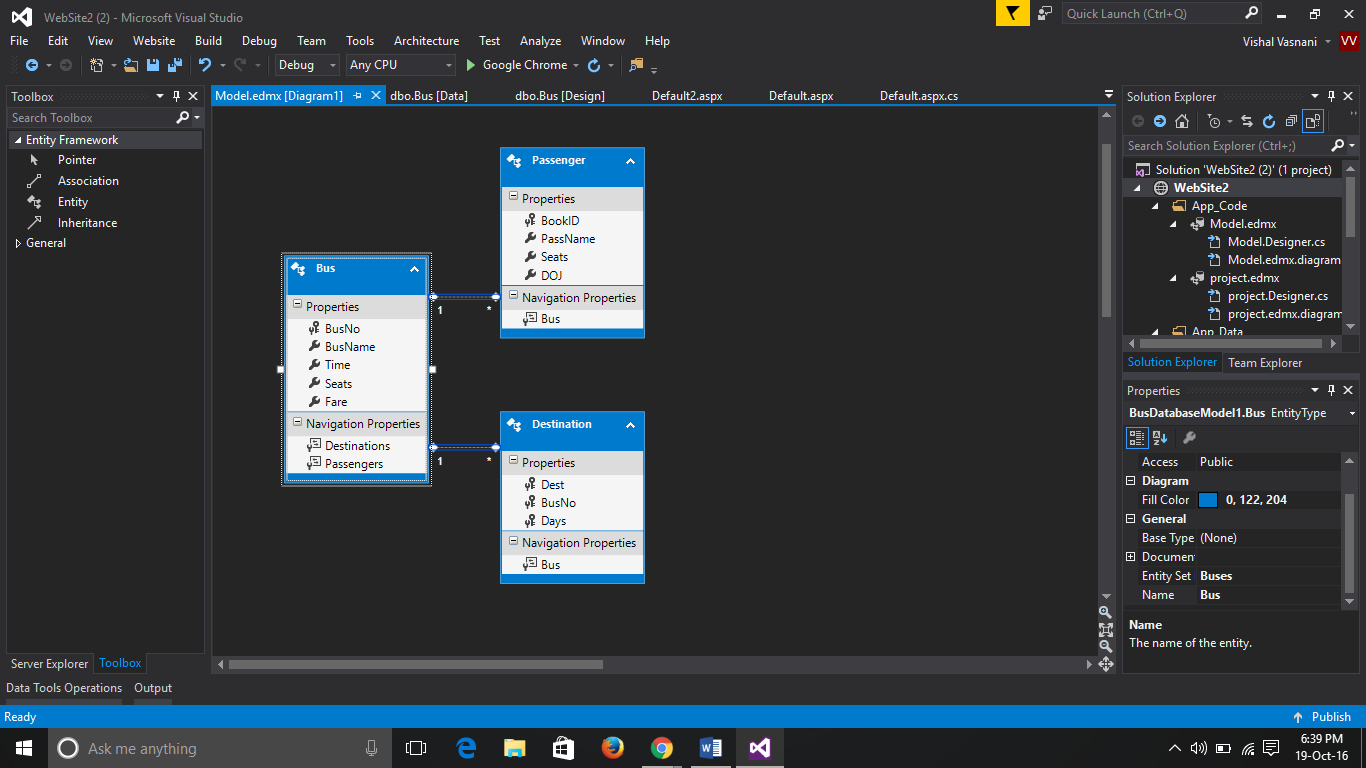 WebSite2 (2) - Microsoft Visual Studio
Quick Launch (Ctrl+Q)
File Edit View Website Build Debug Team Tools Architecture Test Analyze Window Help
Vishal Vasnani VV
Debug Any CPU Google Chrome
Toolbox
Search Toolbox
Entity Framework
Pointer
Association
Entity
Inheritance
General
Server Explorer Toolbox
Model.edmx [Diagram1] dbo.Bus [Data] dbo.Bus [Design] Default2.aspx Default.aspx Default.aspx.cs
Bus
Properties
BusNo
BusName
Time
Seats
Fare
Navigation Properties
Destinations
Passengers
1 *
1 *
Passenger
Properties
BookID
PassName
Seats
DOJ
Navigation Properties
Bus
Destination
Properties
Dest
BusNo
Days
Navigation Properties
Bus
Solution Explorer
Search Solution Explorer (Ctrl+;)
Solution 'WebSite2 (2)' (1 project)
WebSite2
App_Code
Model.edmx
Model.Designer.cs
Model.edmx.diagram
project.edmx
project.Designer.cs
project.edmx.diagram
App_Data
Solution Explorer Team Explorer
Properties
BusDatabaseModel1.Bus EntityType
Access Public
Diagram
Fill Color 0, 122, 204
General
Base Type (None)
Documen
Entity Set Buses
Name Bus
Name
The name of the entity.
Data Tools Operations Output
Ready
Publish
Ask me anything
6:39 PM
19-Oct-16